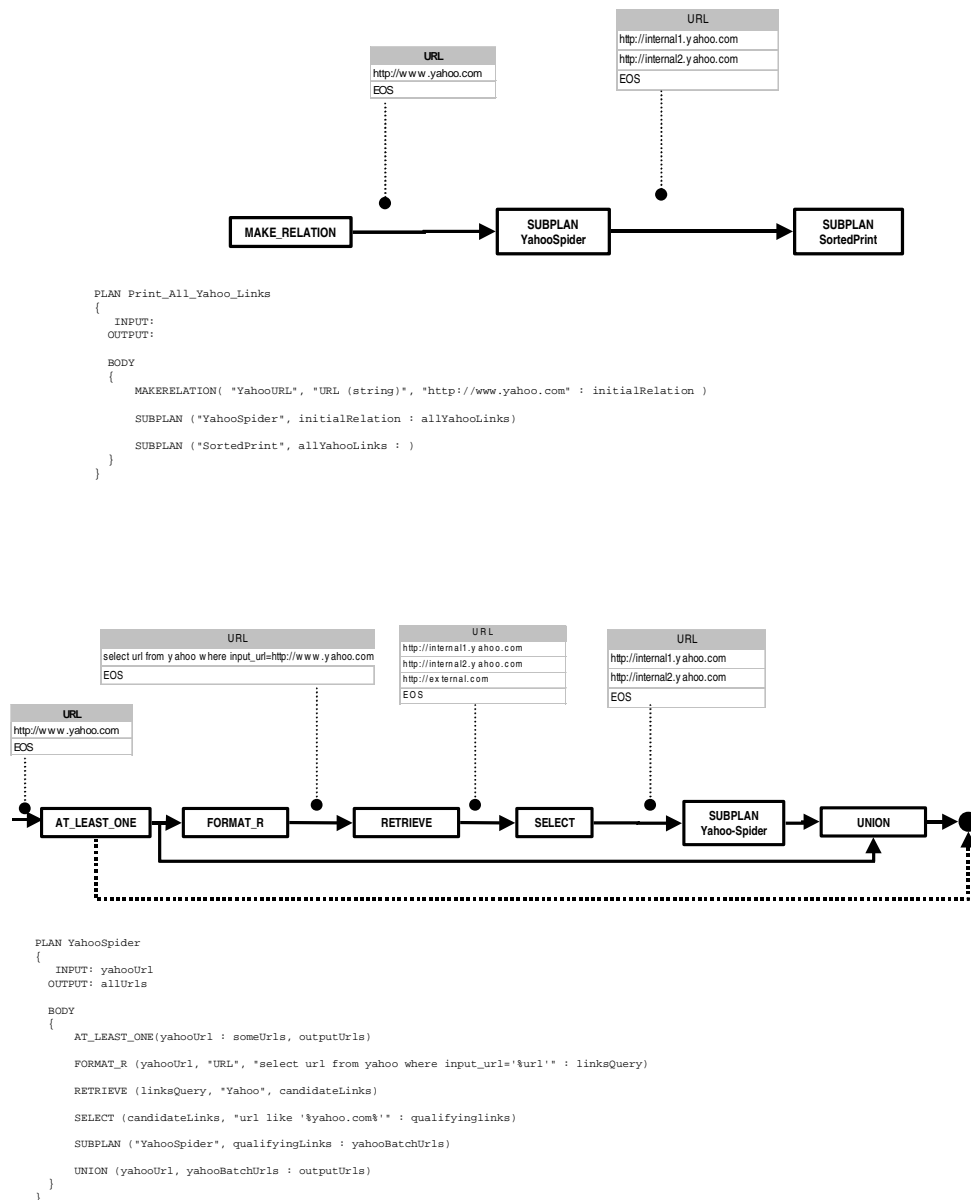 URL
http://internal1.yahoo.com
http://internal2.yahoo.com
EOS
URL
http://www.yahoo.com
EOS
MAKE_RELATION
SUBPLAN
YahooSpider
SUBPLAN
SortedPrint
PLAN Print_All_Yahoo_Links
{
INPUT:
OUTPUT:
BODY
{
MAKERELATION( "YahooURL", "URL (string)", "http://www.yahoo.com" : initialRelation )
SUBPLAN ("YahooSpider", initialRelation : allYahooLinks)
SUBPLAN ("SortedPrint", allYahooLinks : )
}
}
URL
select url from yahoo where input_url=http://www.yahoo.com
EOS
URL
http://internal1.yahoo.com
http://internal2.yahoo.com
http://external.com
EOS
URL
http://internal1.yahoo.com
http://internal2.yahoo.com
EOS
URL
http://www.yahoo.com
EOS
AT_LEAST_ONE
FORMAT_R
RETRIEVE
SELECT
SUBPLAN
Yahoo-Spider
UNION
PLAN YahooSpider
{
INPUT: yahooUrl
OUTPUT: allUrls
BODY
{
AT_LEAST_ONE(yahooUrl : someUrls, outputUrls)
FORMAT_R (yahooUrl, "URL", "select url from yahoo where input_url='%url'" : linksQuery)
RETRIEVE (linksQuery, "Yahoo", candidateLinks)
SELECT (candidateLinks, "url like '%yahoo.com%'" : qualifyinglinks)
SUBPLAN ("YahooSpider", qualifyingLinks : yahooBatchUrls)
UNION (yahooUrl, yahooBatchUrls : outputUrls)
}
}